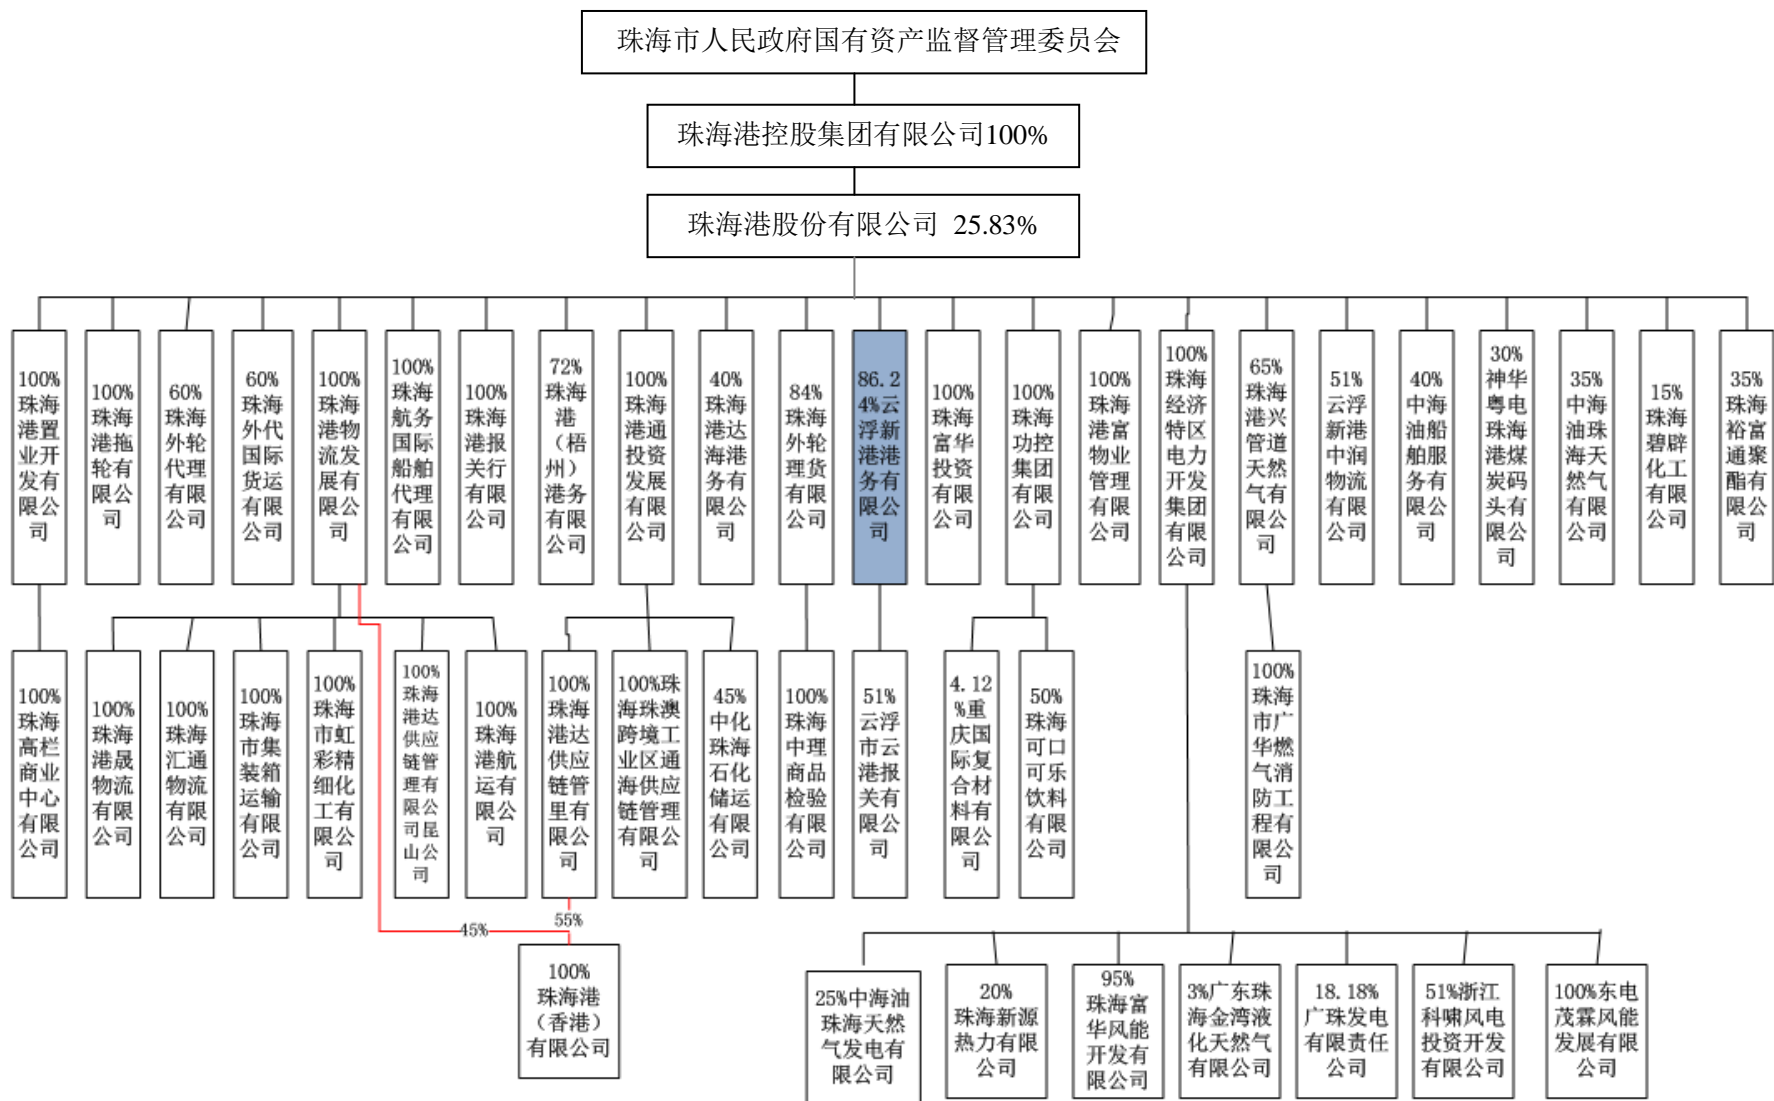 珠海市人民政府国有资产监督管理委员会
珠海港控股集团有限公司100%
珠海港股份有限公司 25.83%
100%
珠海
港置
业开
发有
限公
司
100%
珠海
港拖
轮有
限公
司
60%
珠海
外轮
代理
有限
公司
60%
珠海
外代
国际
货运
有限
公司
100%
珠海
港物
流发
展有
限公
司
100%
珠海
航务
国际
船舶
代理
有限
公司
100%
珠海
港报
关行
有限
公司
72%
珠海
港
（梧
州）
港务
有限
公司
100%
珠海
港通
投资
发展
有限
公司
40%
珠海
港达
海港
务有
限公
司
84%
珠海
外轮
理货
有限
公司
86.2
4%云
浮新
港港
务有
限公
司
100%
珠海
富华
投资
有限
公司
100%
珠海
功控
集团
有限
公司
100%
珠海
港富
物业
管理
有限
公司
100%
珠海
经济
特区
电力
开发
集团
有限
公司
65%
珠海
港兴
管道
天然
气有
限公
司
51%
云浮
新港
中润
物流
有限
公司
40%
中海
油船
舶服
务有
限公
司
30%
神华
粤电
珠海
港煤
炭码
头有
限公
司
35%
中海
油珠
海天
然气
有限
公司
15%
珠海
碧辟
化工
有限
公司
35%
珠海
裕富
通聚
酯有
限公
司
100%
珠海
高栏
商业
中心
有限
公司
100%
珠海
港晟
物流
有限
公司
100%
珠海
汇通
物流
有限
公司
100%
珠海
市集
装箱
运输
有限
公司
100%
珠海
市虹
彩精
细化
工有
限公
司
100%
珠海
港达
供应
链管
理有
限公
司昆
山公
司
100%
珠海
港航
运有
限公
司
100%
珠海
港达
供应
链管
里有
限公
司
100%珠
海珠澳
跨境工
业区通
海供应
链管理
有限公
司
45%
中化
珠海
石化
储运
有限
公司
100%
珠海
中理
商品
检验
有限
公司
51%
云浮
市云
港报
关有
限公
司
4.12
%重
庆国
际复
合材
料有
限公
司
50%
珠海
可口
可乐
饮料
有限
公司
100%
珠海
市广
华燃
气消
防工
程有
限公
司
45%
55%
100%
珠海港
（香港）
有限公司
25%中海油
珠海天然
气发电有
限公司
20%
珠海新源
热力有限
公司
95%
珠海富
华风能
开发有
限公司
3%广东珠
海金湾液
化天然气
有限公司
18.18%
广珠发电
有限责任
公司
51%浙江
科啸风电
投资开发
有限公司
100%东电
茂霖风能
发展有限
公司